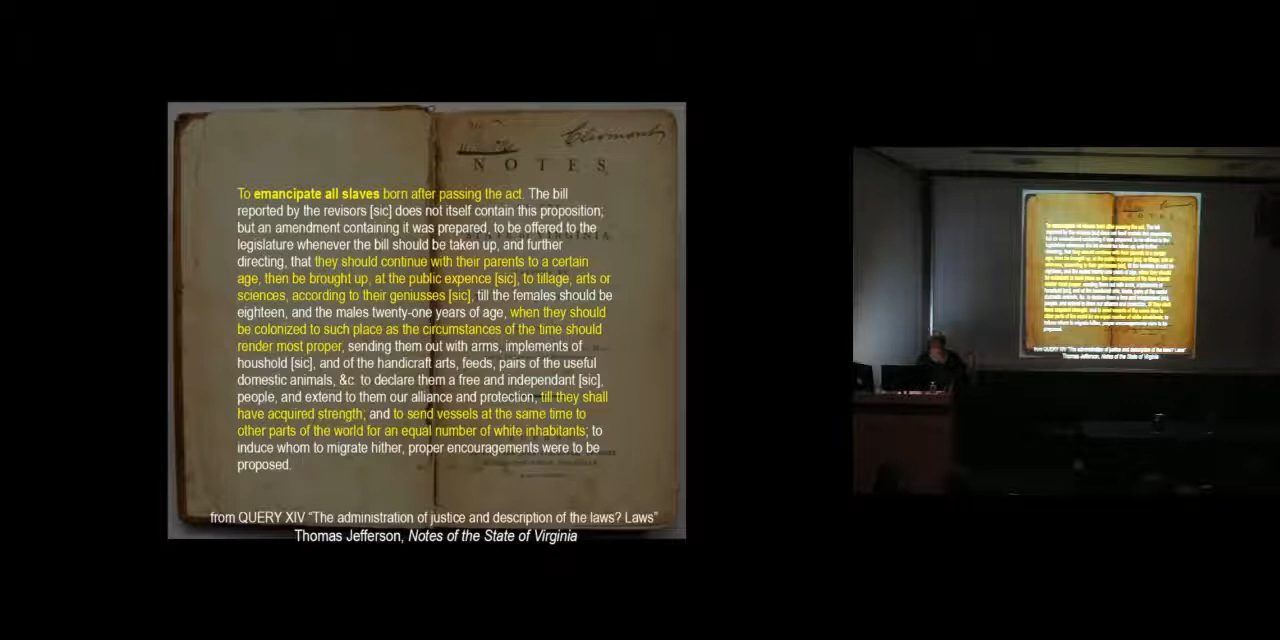 Clermont
NOTES
To emancipate all slaves born after passing the act. The bill
reported by the revisors [sic] does not itself contain this proposition;
but an amendment containing it was prepared, to be offered to the
legislature whenever the bill should be taken up, and further
directing, that they should continue with their parents to a certain
age, then be brought up, at the public expence [sic], to tillage, arts or
sciences, according to their geniusses [sic], till the females should be
eighteen, and the males twenty-one years of age, when they should
be colonized to such place as the circumstances of the time should
render most proper, sending them out with arms, implements of
houshold [sic], and of the handicraft arts, feeds, pairs of the useful
domestic animals, &c. to declare them a free and independant [sic],
people, and extend to them our alliance and protection, till they shall
have acquired strength; and to send vessels at the same time to
other parts of the world for an equal number of white inhabitants; to
induce whom to migrate hither, proper encouragements were to be
proposed.
from QUERY XIV “The administration of justice and description of the laws? Laws”
Thomas Jefferson, Notes of the State of Virginia